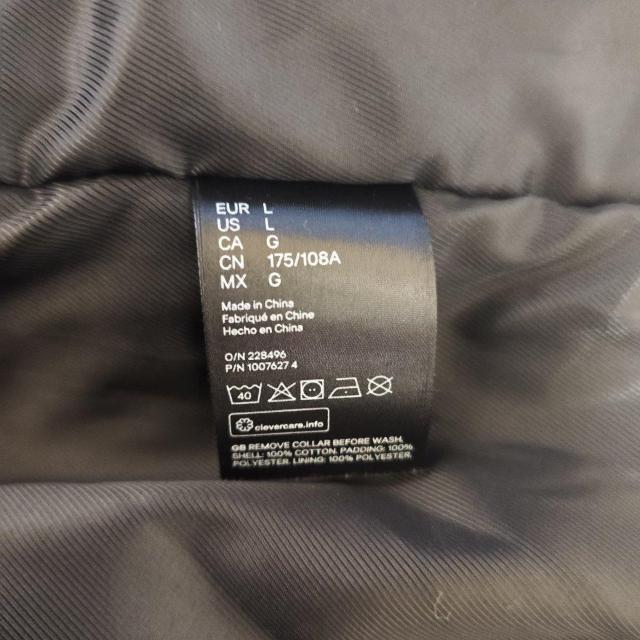 EUR L
US L
CA G
CN 175/108A
MX G
Made in China
Fabriqué en Chine
Hecho en China
O/N 228496
P/N 1007627 4
40
clevercare.info
GB REMOVE COLLAR BEFORE WASH.
SHELL: 100% COTTON. PADDING: 100%
POLYESTER. LINING: 100% POLYESTER.